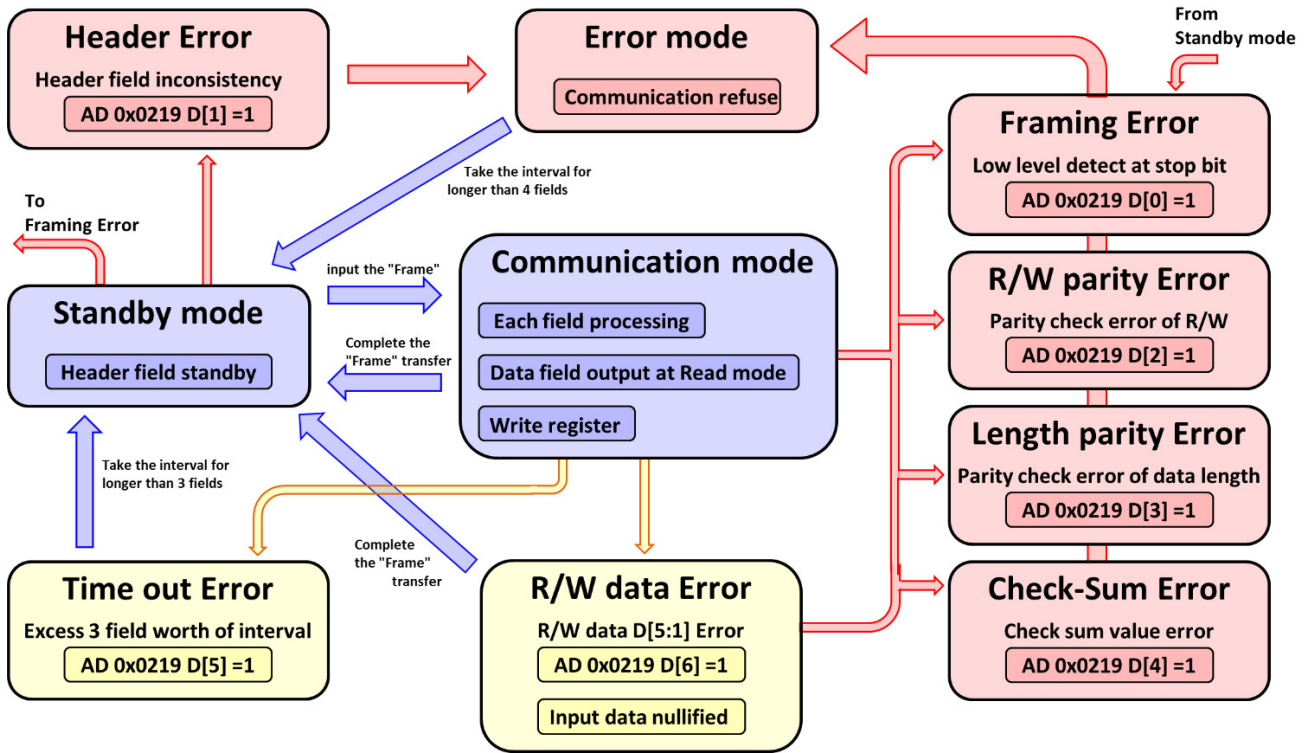 Header Error
Header field inconsistency
AD 0x0219 D[1] =1
Error mode
Communication refuse
From
Standby mode
Framing Error
Low level detect at stop bit
AD 0x0219 D[0] =1
Take the interval for
longer than 4 fields
To
Framing Error
input the "Frame"
Communication mode
Each field processing
Data field output at Read mode
Write register
R/W parity Error
Parity check error of R/W
AD 0x0219 D[2] =1
Standby mode
Header field standby
Complete the
"Frame" transfer
Take the interval for
longer than 3 fields
Length parity Error
Parity check error of data length
AD 0x0219 D[3] =1
Complete
the "Frame"
transfer
Time out Error
Excess 3 field worth of interval
AD 0x0219 D[5] =1
R/W data Error
R/W data D[5:1] Error
AD 0x0219 D[6] =1
Input data nullified
Check-Sum Error
Check sum value error
AD 0x0219 D[4] =1